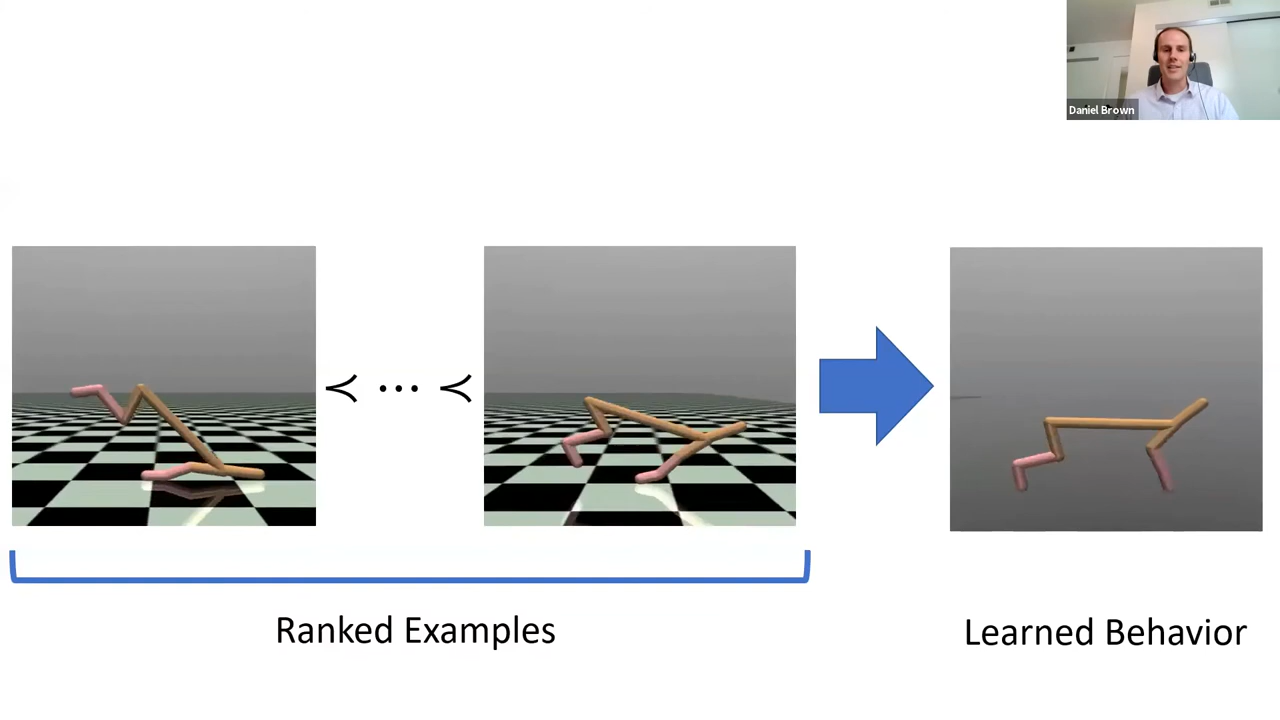 Daniel Brown
≺ ··· ≺
Ranked Examples
Learned Behavior